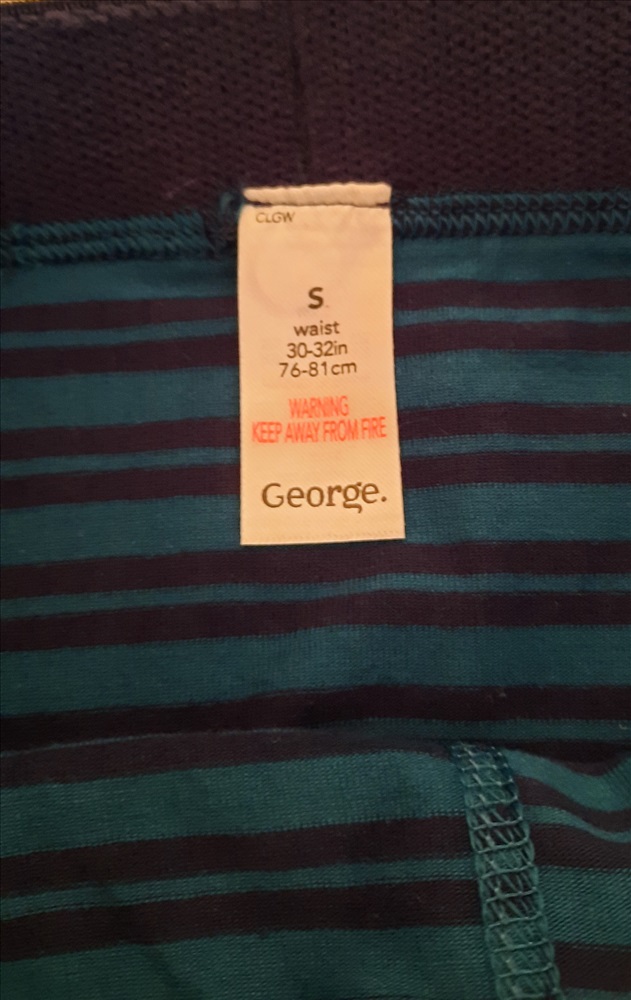 CLGW
S
waist
30-32in
76-81cm
WARNING
KEEP AWAY FROM FIRE
George.